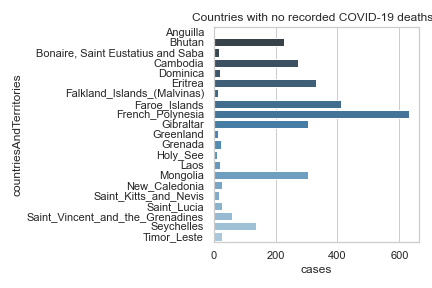 Countries with no recorded COVID-19 deaths
countriesAndTerritories
Anguilla
Bhutan
Bonaire, Saint Eustatius and Saba
Cambodia
Dominica
Eritrea
Falkland_Islands_(Malvinas)
Faroe_Islands
French_Polynesia
Gibraltar
Greenland
Grenada
Holy_See
Laos
Mongolia
New_Caledonia
Saint_Kitts_and_Nevis
Saint_Lucia
Saint_Vincent_and_the_Grenadines
Seychelles
Timor_Leste
0 200 400 600
cases